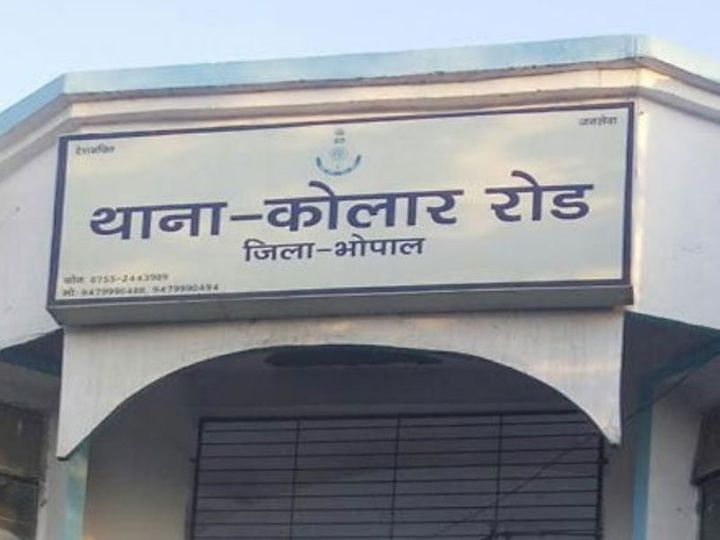 देशभक्ति
जनसेवा
थाना-कोलार रोड
जिला-भोपाल
फोन: 0755-2443989
मो: 9479990488, 9479990494